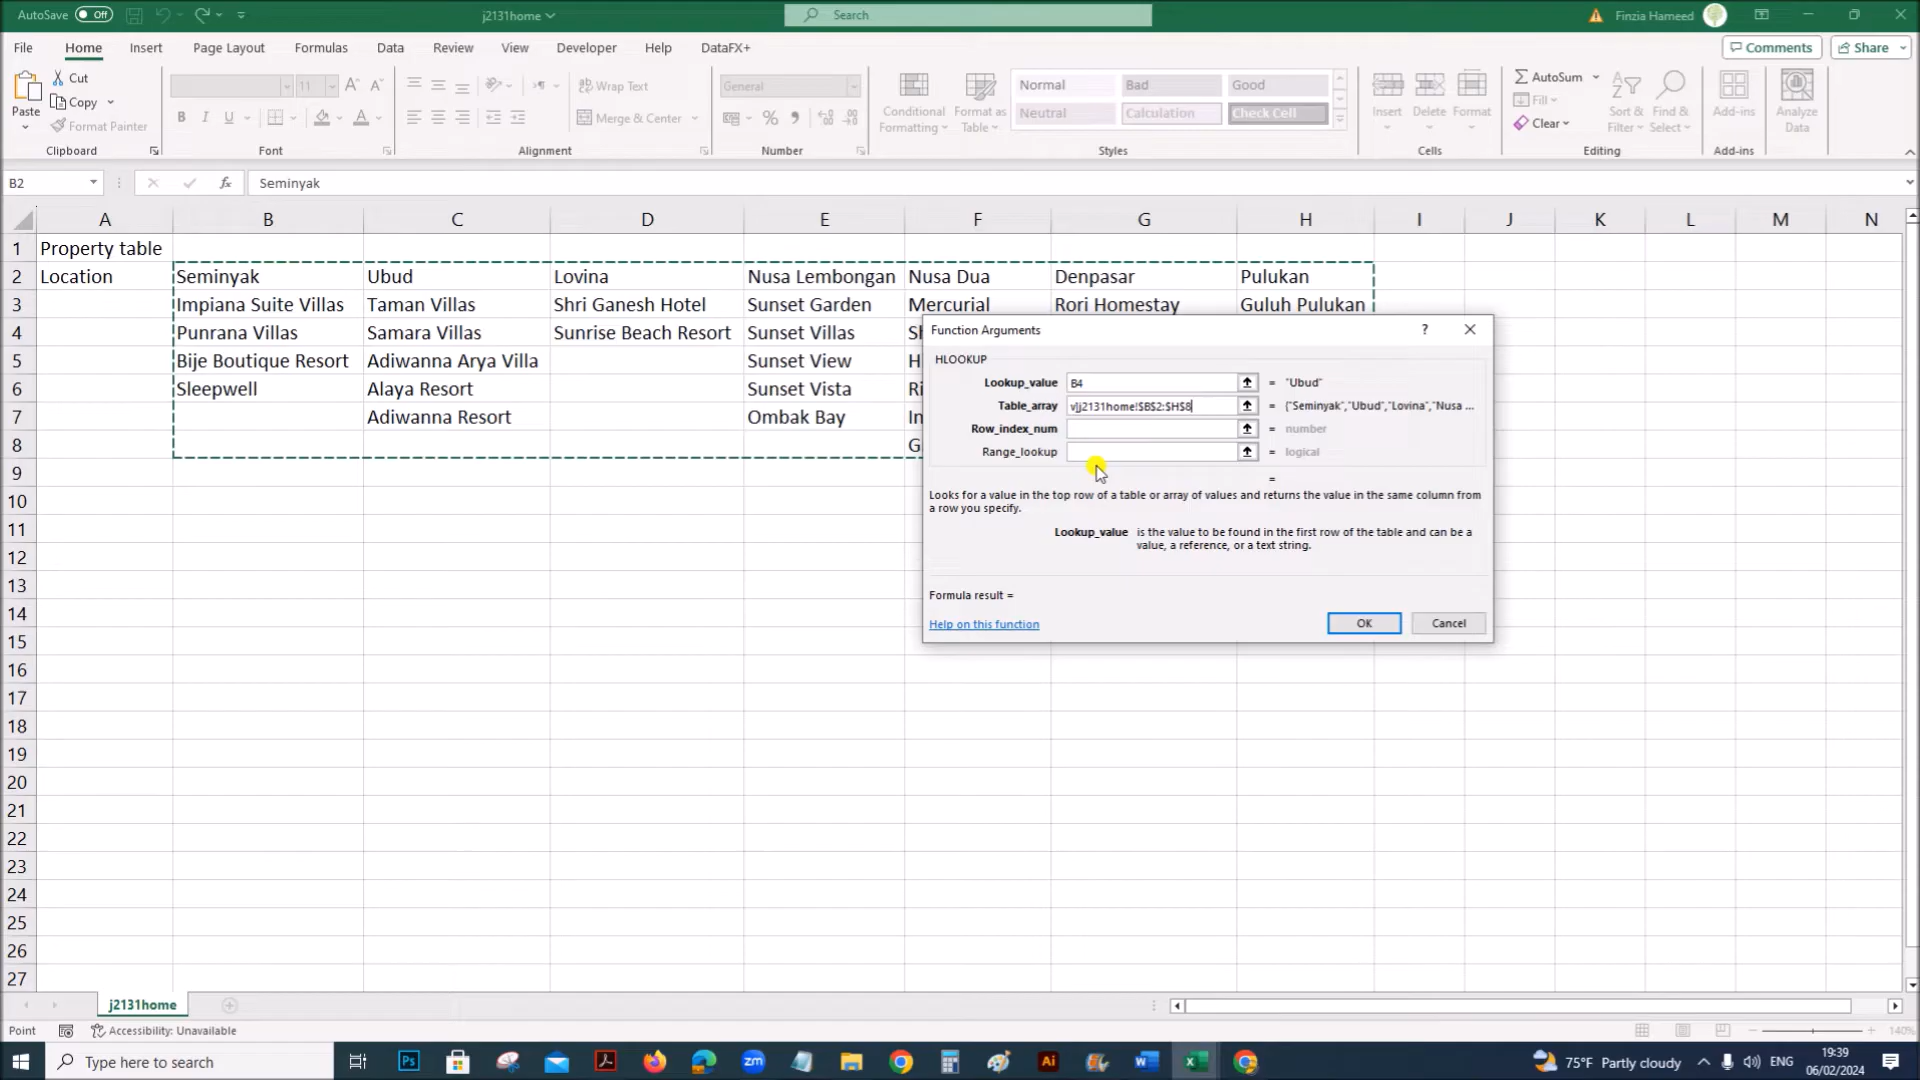 AutoSave Off j2131home Search Finzia Hameed
File Home Insert Page Layout Formulas Data Review View Developer Help DataFX+ Comments Share
Paste Cut Copy Format Painter
11
B I U A
Wrap Text
Merge & Center
General
% ,
Conditional Formatting Format as Table
Normal Bad Good
Neutral Calculation Check Cell
Insert Delete Format
AutoSum Fill Clear
Sort & Filter Find & Select
Add-ins
Analyze Data
Clipboard Font Alignment Number Styles Cells Editing Add-ins
B2 fx Seminyak
A B C D E F G H I J K L M N
1 Property table
2 Location Seminyak Ubud Lovina Nusa Lembongan Nusa Dua Denpasar Pulukan
3 Impiana Suite Villas Taman Villas Shri Ganesh Hotel Sunset Garden Mercurial Rori Homestay Guluh Pulukan
4 Punrana Villas Samara Villas Sunrise Beach Resort Sunset Villas
5 Bije Boutique Resort Adiwanna Arya Villa Sunset View H
6 Sleepwell Alaya Resort Sunset Vista Ri
7 Adiwanna Resort Ombak Bay In
8 G
9
10
11
12
13
14
15
16
17
18
19
20
21
22
23
24
25
26
27
Function Arguments ?
HLOOKUP
Lookup_value B4 = "Ubud"
Table_array v]j2131home!$B$2:$H$8 = {"Seminyak","Ubud","Lovina","Nusa ...
Row_index_num = number
Range_lookup = logical
=
Looks for a value in the top row of a table or array of values and returns the value in the same column from
a row you specify.
Lookup_value is the value to be found in the first row of the table and can be a
value, a reference, or a text string.
Formula result =
Help on this function OK Cancel
j2131home
Point Accessibility: Unavailable 140%
Type here to search Ps zm Ai 75°F Partly cloudy ENG 19:39
06/02/2024